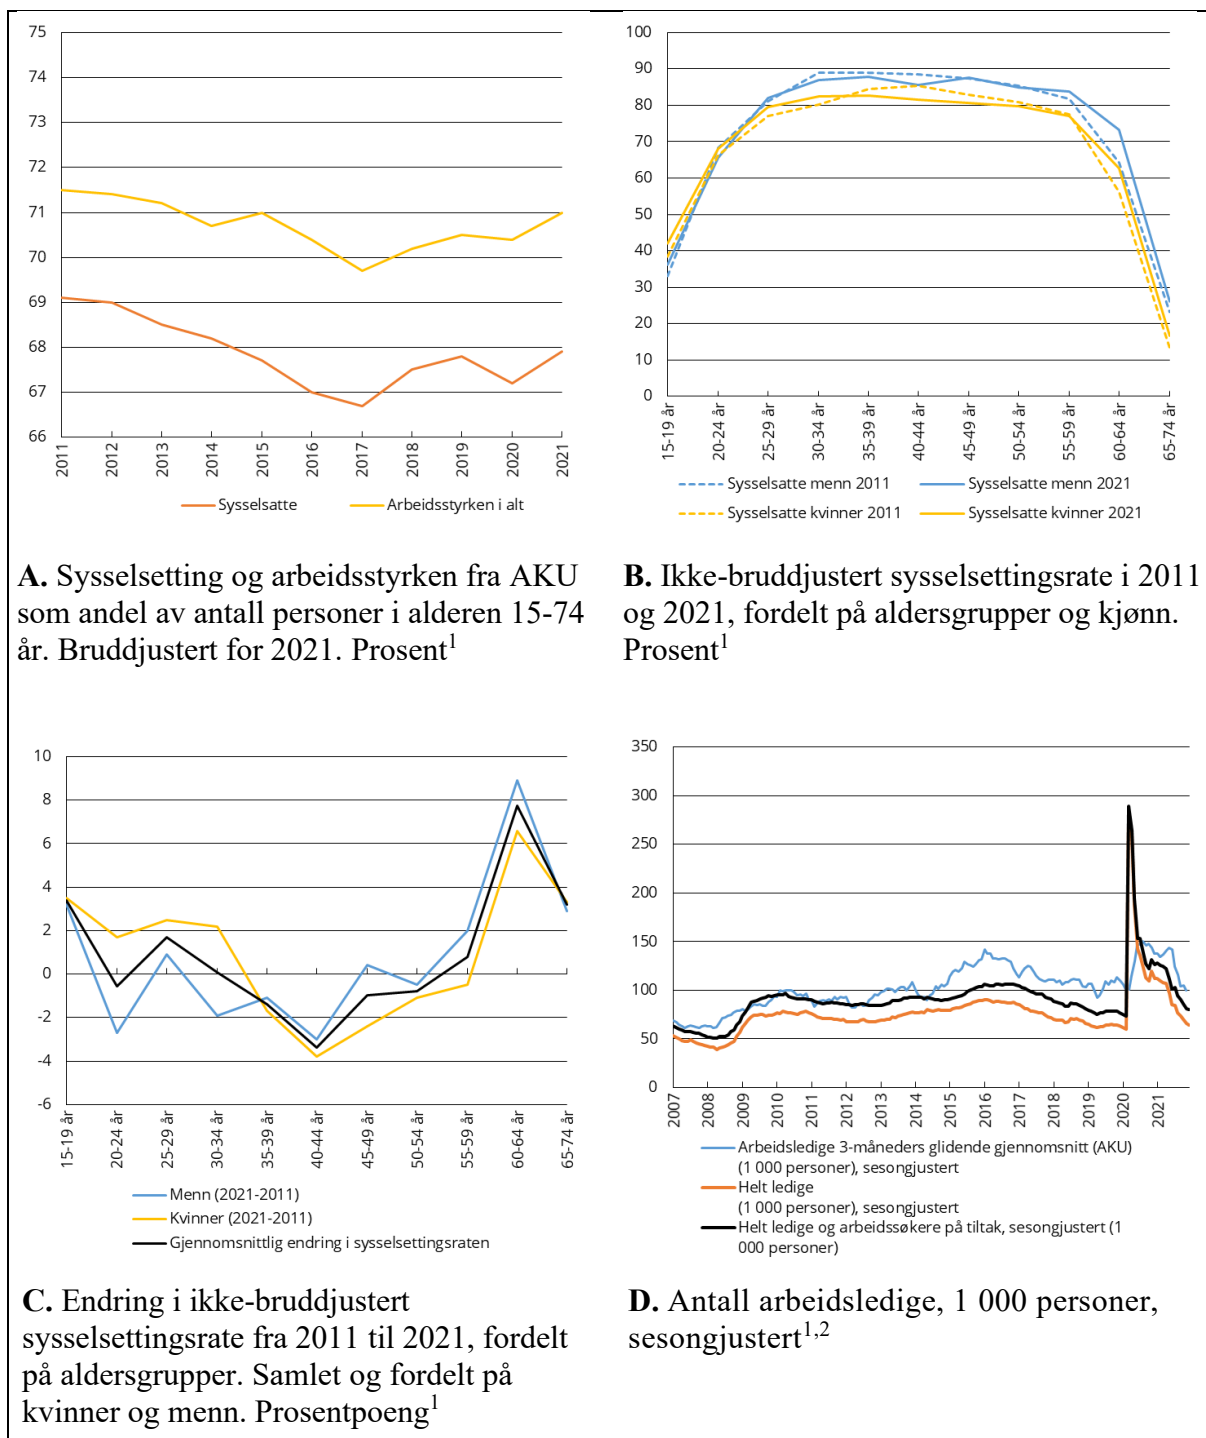 75
74
73
72
71
70
69
68
67
66
2011
2012
2013
2014
2015
2016
2017
2018
2019
2020
2021
Sysselsatte
Arbeidsstyrken i alt
A. Sysselsetting og arbeidsstyrken fra AKU
som andel av antall personer i alderen 15-74
år. Bruddjustert for 2021. Prosent1
100
90
80
70
60
50
40
30
20
10
0
15-19 år
20-24 år
25-29 år
30-34 år
35-39 år
40-44 år
45-49 år
50-54 år
55-59 år
60-64 år
65-74 år
Sysselsatte menn 2011
Sysselsatte menn 2021
Sysselsatte kvinner 2011
Sysselsatte kvinner 2021
B. Ikke-bruddjustert sysselsettingsrate i 2011
og 2021, fordelt på aldersgrupper og kjønn.
Prosent1
10
8
6
4
2
0
-2
-4
-6
15-19 år
20-24 år
25-29 år
30-34 år
35-39 år
40-44 år
45-49 år
50-54 år
55-59 år
60-64 år
65-74 år
Menn (2021-2011)
Kvinner (2021-2011)
Gjennomsnittlig endring i sysselsettingsraten
C. Endring i ikke-bruddjustert
sysselsettingsrate fra 2011 til 2021, fordelt
på aldersgrupper. Samlet og fordelt på
kvinner og menn. Prosentpoeng1
350
300
250
200
150
100
50
0
2007
2008
2009
2010
2011
2012
2013
2014
2015
2016
2017
2018
2019
2020
2021
Arbeidsledige 3-måneders glidende gjennomsnitt (AKU)
(1 000 personer), sesongjustert
Helt ledige
(1 000 personer), sesongjustert
Helt ledige og arbeidssøkere på tiltak, sesongjustert (1
000 personer)
D. Antall arbeidsledige, 1 000 personer,
sesongjustert1,2